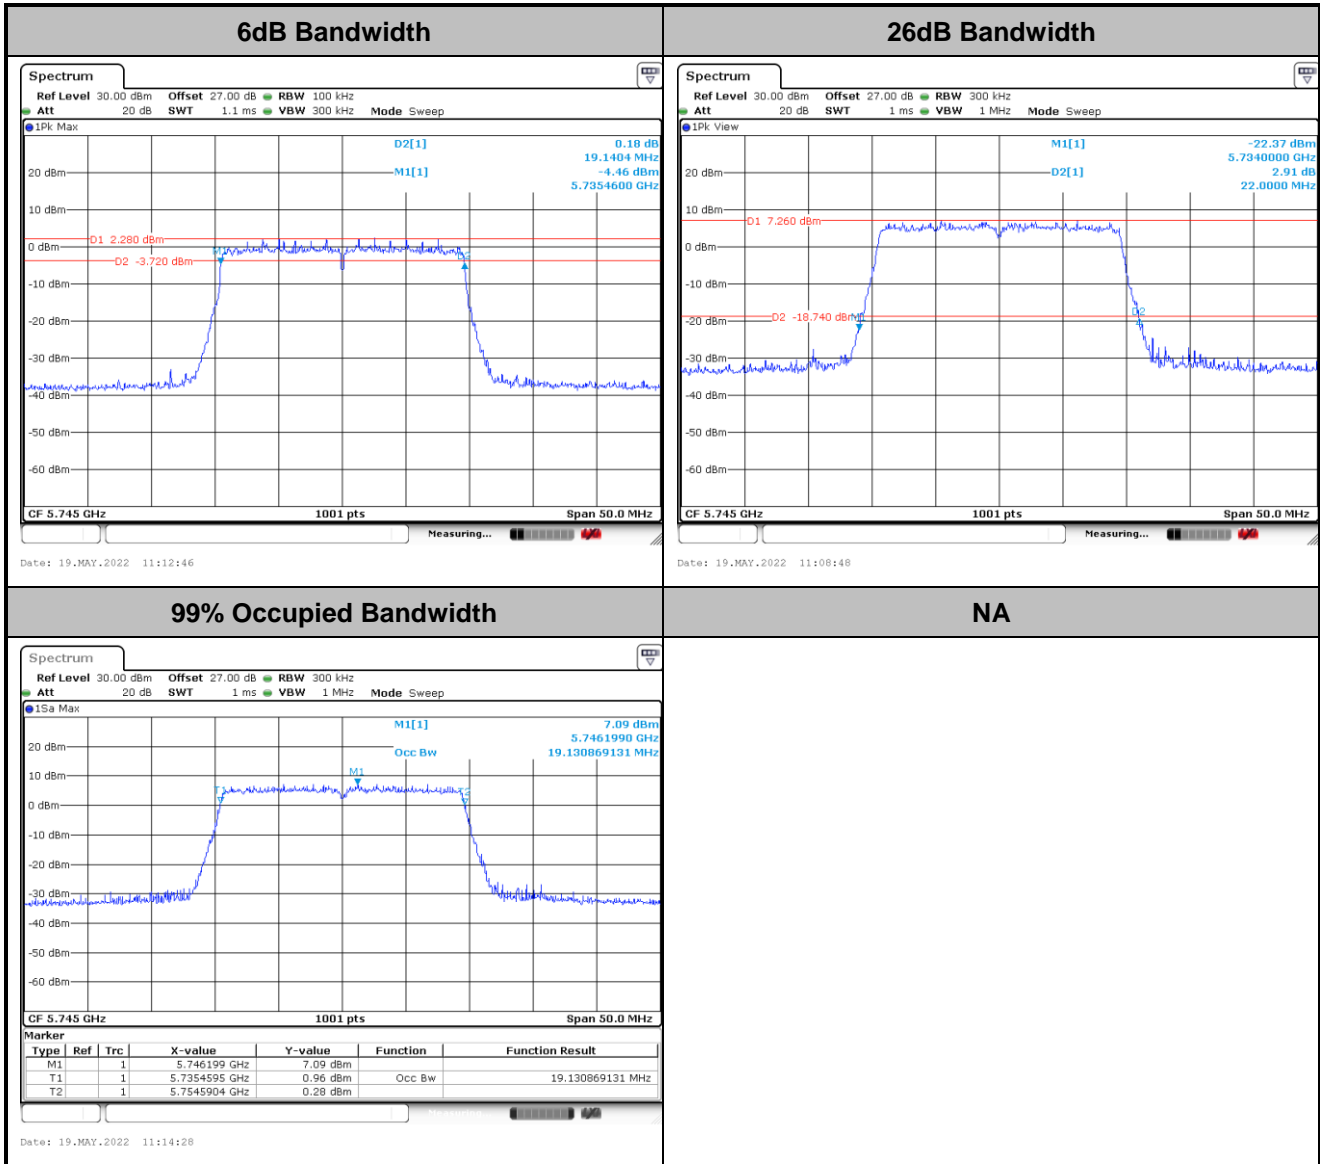 6dB Bandwidth
26dB Bandwidth
Spectrum
Ref Level 30.00 dBm Offset 27.00 dB RBW 100 kHz
Att 20 dB SWT 1.1 ms VBW 300 kHz Mode Sweep
1Pk Max
D2[1] 0.18 dB
19.1404 MHz
M1[1] -4.46 dBm
5.7354600 GHz
20 dBm
10 dBm
D1 2.280 dBm
0 dBm
D2 -3.720 dBm
-10 dBm
-20 dBm
-30 dBm
-40 dBm
-50 dBm
-60 dBm
CF 5.745 GHz 1001 pts Span 50.0 MHz
Measuring...
Date: 19.MAY.2022 11:12:46
Spectrum
Ref Level 30.00 dBm Offset 27.00 dB RBW 300 kHz
Att 20 dB SWT 1 ms VBW 1 MHz Mode Sweep
1Pk View
M1[1] -22.37 dBm
5.7340000 GHz
D2[1] 2.91 dB
22.0000 MHz
20 dBm
10 dBm
D1 7.260 dBm
0 dBm
-10 dBm
D2 -18.740 dBm
-20 dBm
D2
-30 dBm
-40 dBm
-50 dBm
-60 dBm
CF 5.745 GHz 1001 pts Span 50.0 MHz
Measuring...
Date: 19.MAY.2022 11:08:48
99% Occupied Bandwidth
NA
Spectrum
Ref Level 30.00 dBm Offset 27.00 dB RBW 300 kHz
Att 20 dB SWT 1 ms VBW 1 MHz Mode Sweep
1Sa Max
M1[1] 7.09 dBm
5.7461990 GHz
Occ Bw 19.130869131 MHz
20 dBm
M1
10 dBm
T1
T2
0 dBm
-10 dBm
-20 dBm
-30 dBm
-40 dBm
-50 dBm
-60 dBm
CF 5.745 GHz 1001 pts Span 50.0 MHz
Marker
Type Ref Trc X-value Y-value Function Function Result
M1 1 5.746199 GHz 7.09 dBm
T1 1 5.7354595 GHz 0.96 dBm Occ Bw 19.130869131 MHz
T2 1 5.7545904 GHz 0.28 dBm
Measuring...
Date: 19.MAY.2022 11:14:28